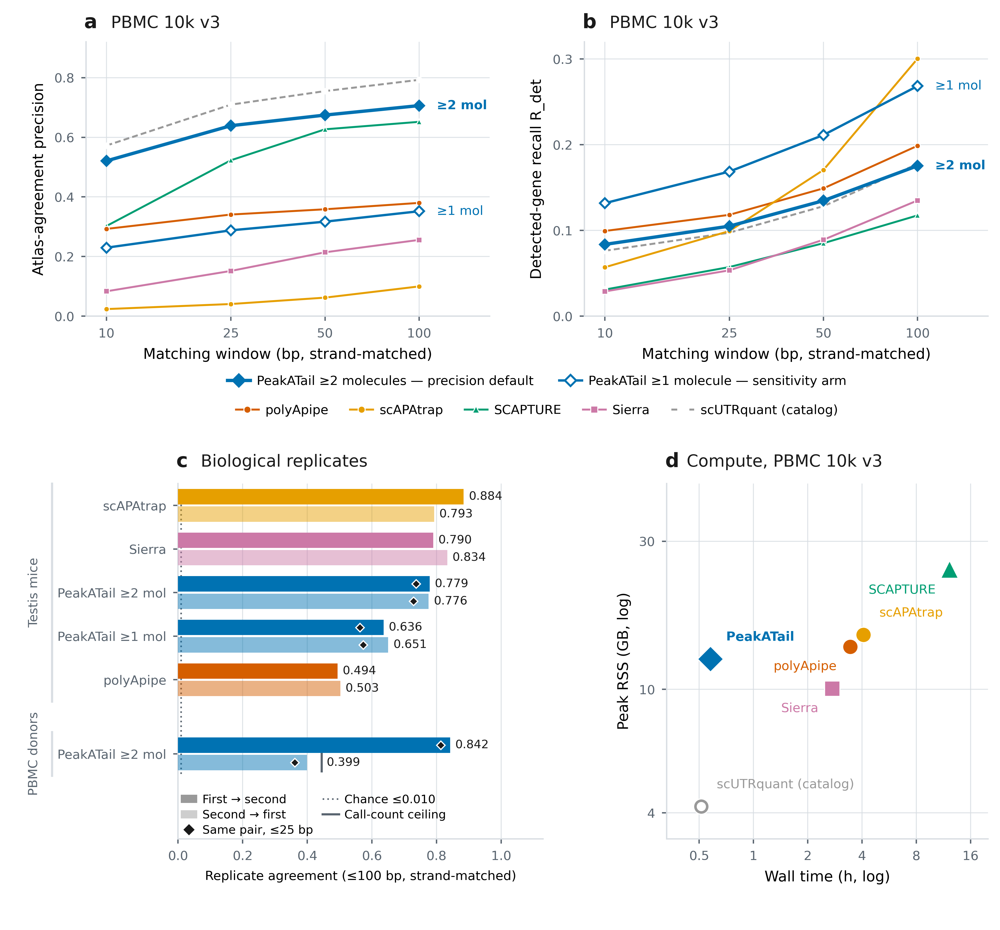 a PBMC 10k v3
Atlas-agreement precision
0.8
0.6
0.4
0.2
0.0
≥2 mol
≥1 mol
10 25 50 100
Matching window (bp, strand-matched)
b PBMC 10k v3
Detected-gene recall R_det
0.3
0.2
0.1
0.0
≥1 mol
≥2 mol
10 25 50 100
Matching window (bp, strand-matched)
PeakATail ≥2 molecules — precision default PeakATail ≥1 molecule — sensitivity arm
polyApipe scAPAtrap SCAPTURE Sierra scUTRquant (catalog)
c Biological replicates
Testis mice
scAPAtrap
0.884
0.793
Sierra
0.790
0.834
PeakATail ≥2 mol
0.779
0.776
PeakATail ≥1 mol
0.636
0.651
polyApipe
0.494
0.503
PBMC donors
PeakATail ≥2 mol
0.842
0.399
First → second
Second → first
Same pair, ≤25 bp
Chance ≤0.010
Call-count ceiling
0.0 0.2 0.4 0.6 0.8 1.0
Replicate agreement (≤100 bp, strand-matched)
d Compute, PBMC 10k v3
Peak RSS (GB, log)
30
10
4
SCAPTURE
scAPAtrap
PeakATail
polyApipe
Sierra
scUTRquant (catalog)
0.5 1 2 4 8 16
Wall time (h, log)